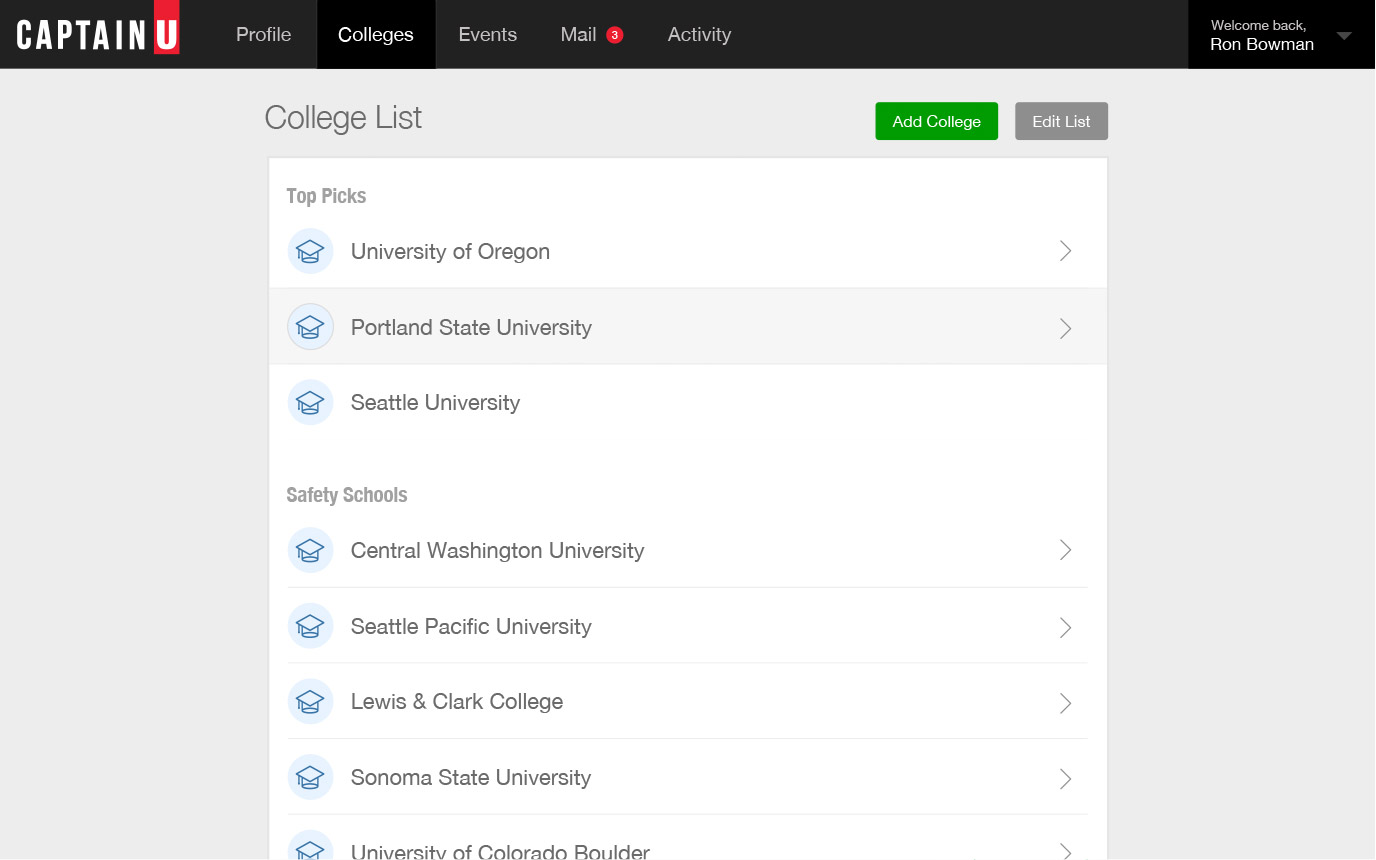 CAPTAIN U
Profile
Colleges
Events
Mail 3
Activity
Welcome back,
Ron Bowman
College List
Add College
Edit List
Top Picks
University of Oregon
Portland State University
Seattle University
Safety Schools
Central Washington University
Seattle Pacific University
Lewis & Clark College
Sonoma State University
University of Colorado Boulder